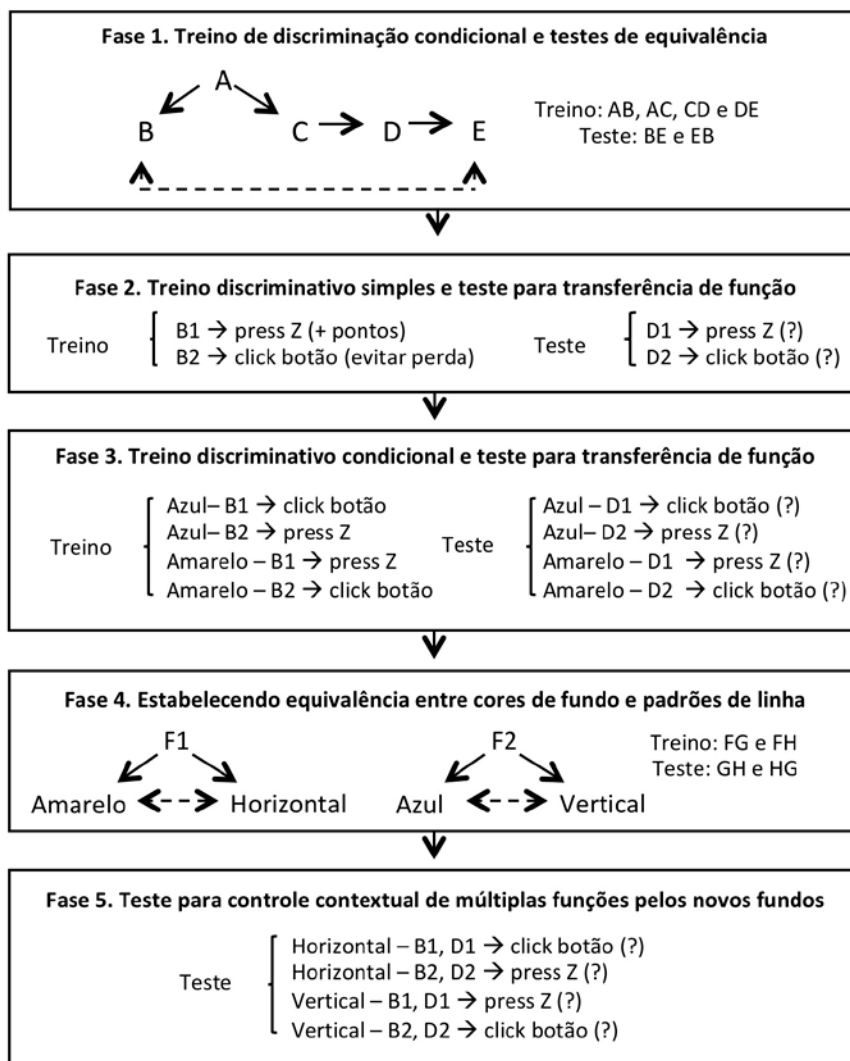 Fase 1. Treino de discriminação condicional e testes de equivalência
A
B C D E
Treino: AB, AC, CD e DE
Teste: BE e EB
Fase 2. Treino discriminativo simples e teste para transferência de função
Treino
B1 → press Z (+ pontos)
B2 → click botão (evitar perda)
Teste
D1 → press Z (?)
D2 → click botão (?)
Fase 3. Treino discriminativo condicional e teste para transferência de função
Treino
Azul– B1 → click botão
Azul– B2 → press Z
Amarelo – B1 → press Z
Amarelo – B2 → click botão
Teste
Azul – D1 → click botão (?)
Azul– D2 → press Z (?)
Amarelo – D1 → press Z (?)
Amarelo – D2 → click botão (?)
Fase 4. Estabelecendo equivalência entre cores de fundo e padrões de linha
F1
Amarelo Horizontal
F2
Azul Vertical
Treino: FG e FH
Teste: GH e HG
Fase 5. Teste para controle contextual de múltiplas funções pelos novos fundos
Teste
Horizontal – B1, D1 → click botão (?)
Horizontal – B2, D2 → press Z (?)
Vertical – B1, D1 → press Z (?)
Vertical – B2, D2 → click botão (?)